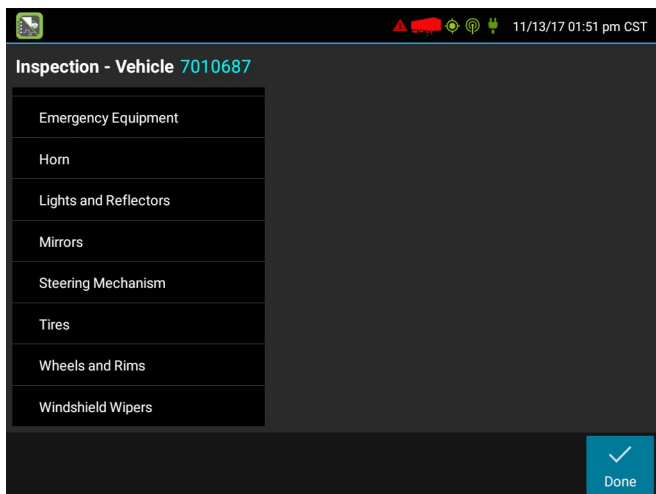 11/13/17 01:51 pm CST
Inspection - Vehicle 7010687
Emergency Equipment
Horn
Lights and Reflectors
Mirrors
Steering Mechanism
Tires
Wheels and Rims
Windshield Wipers
Done